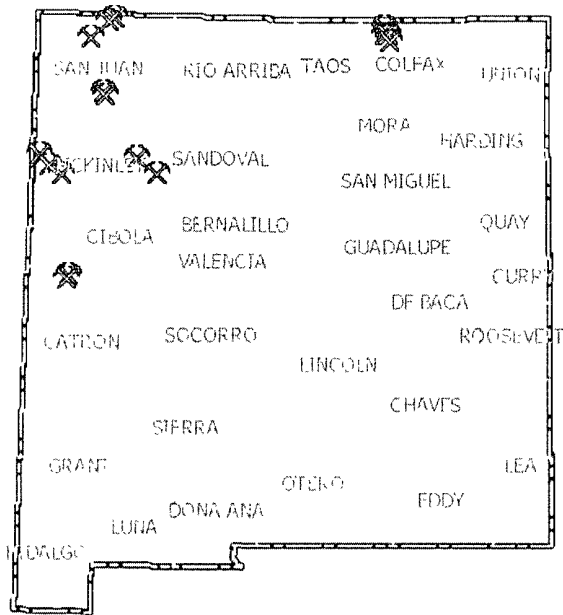 SAN JUAN
RIO ARRIBA
TAOS
COLFAX
UNION
MORA
HARDING
MCKINLEY
SANDOVAL
SAN MIGUEL
CIBOLA
BERNALILLO
QUAY
VALENCIA
GUADALUPE
CURR
DE BACA
CATRON
SOCORRO
ROOSEVELT
LINCOLN
CHAVES
SIERRA
GRANT
LEA
OTERO
EDDY
DONA ANA
LUNA
HIDALGO